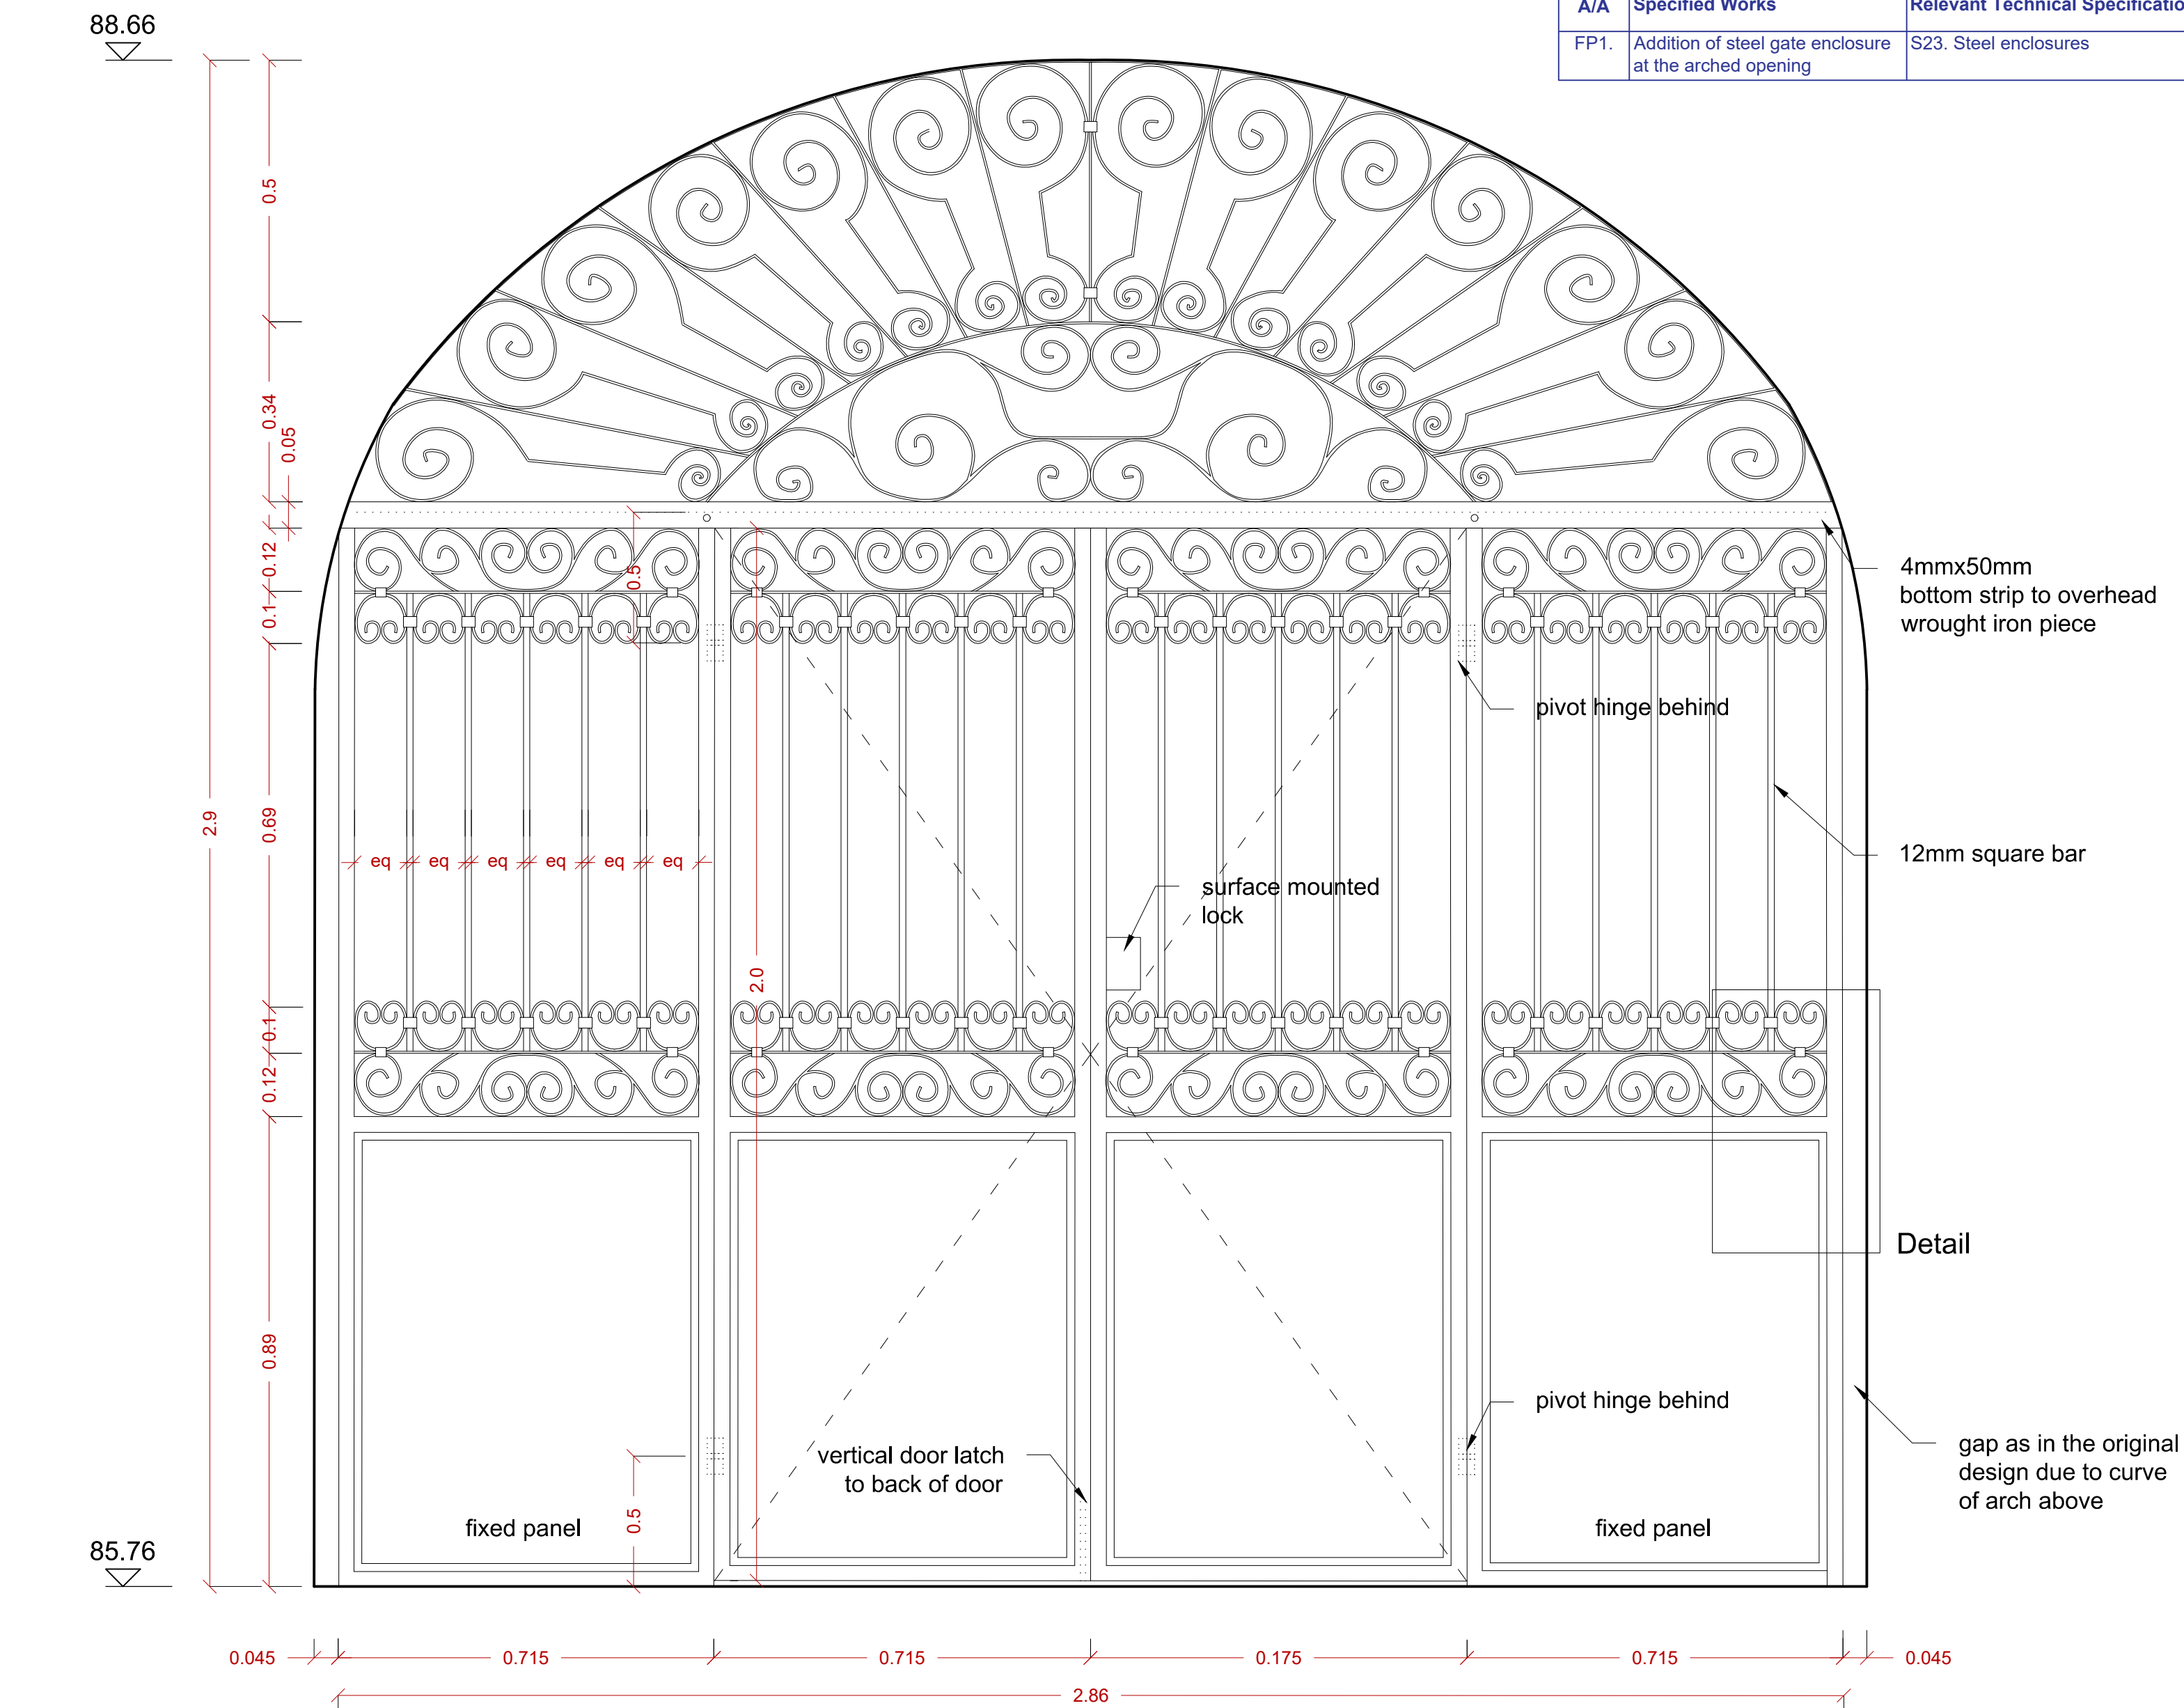 88.66
A/A Specified Works Relevant Technical Specificatio
FP1. Addition of steel gate enclosure S23. Steel enclosures
at the arched opening
0.5
0.34
0.05
0.12
0.1
0.5
4mmx50mm
bottom strip to overhead
wrought iron piece
pivot hinge behind
2.9
0.69
eq eq eq eq eq eq
12mm square bar
surface mounted
lock
2.0
0.1
0.12
Detail
0.89
pivot hinge behind
vertical door latch
to back of door
gap as in the original
design due to curve
of arch above
0.5
fixed panel
fixed panel
85.76
0.045 0.715 0.715 0.175 0.715 0.045
2.86